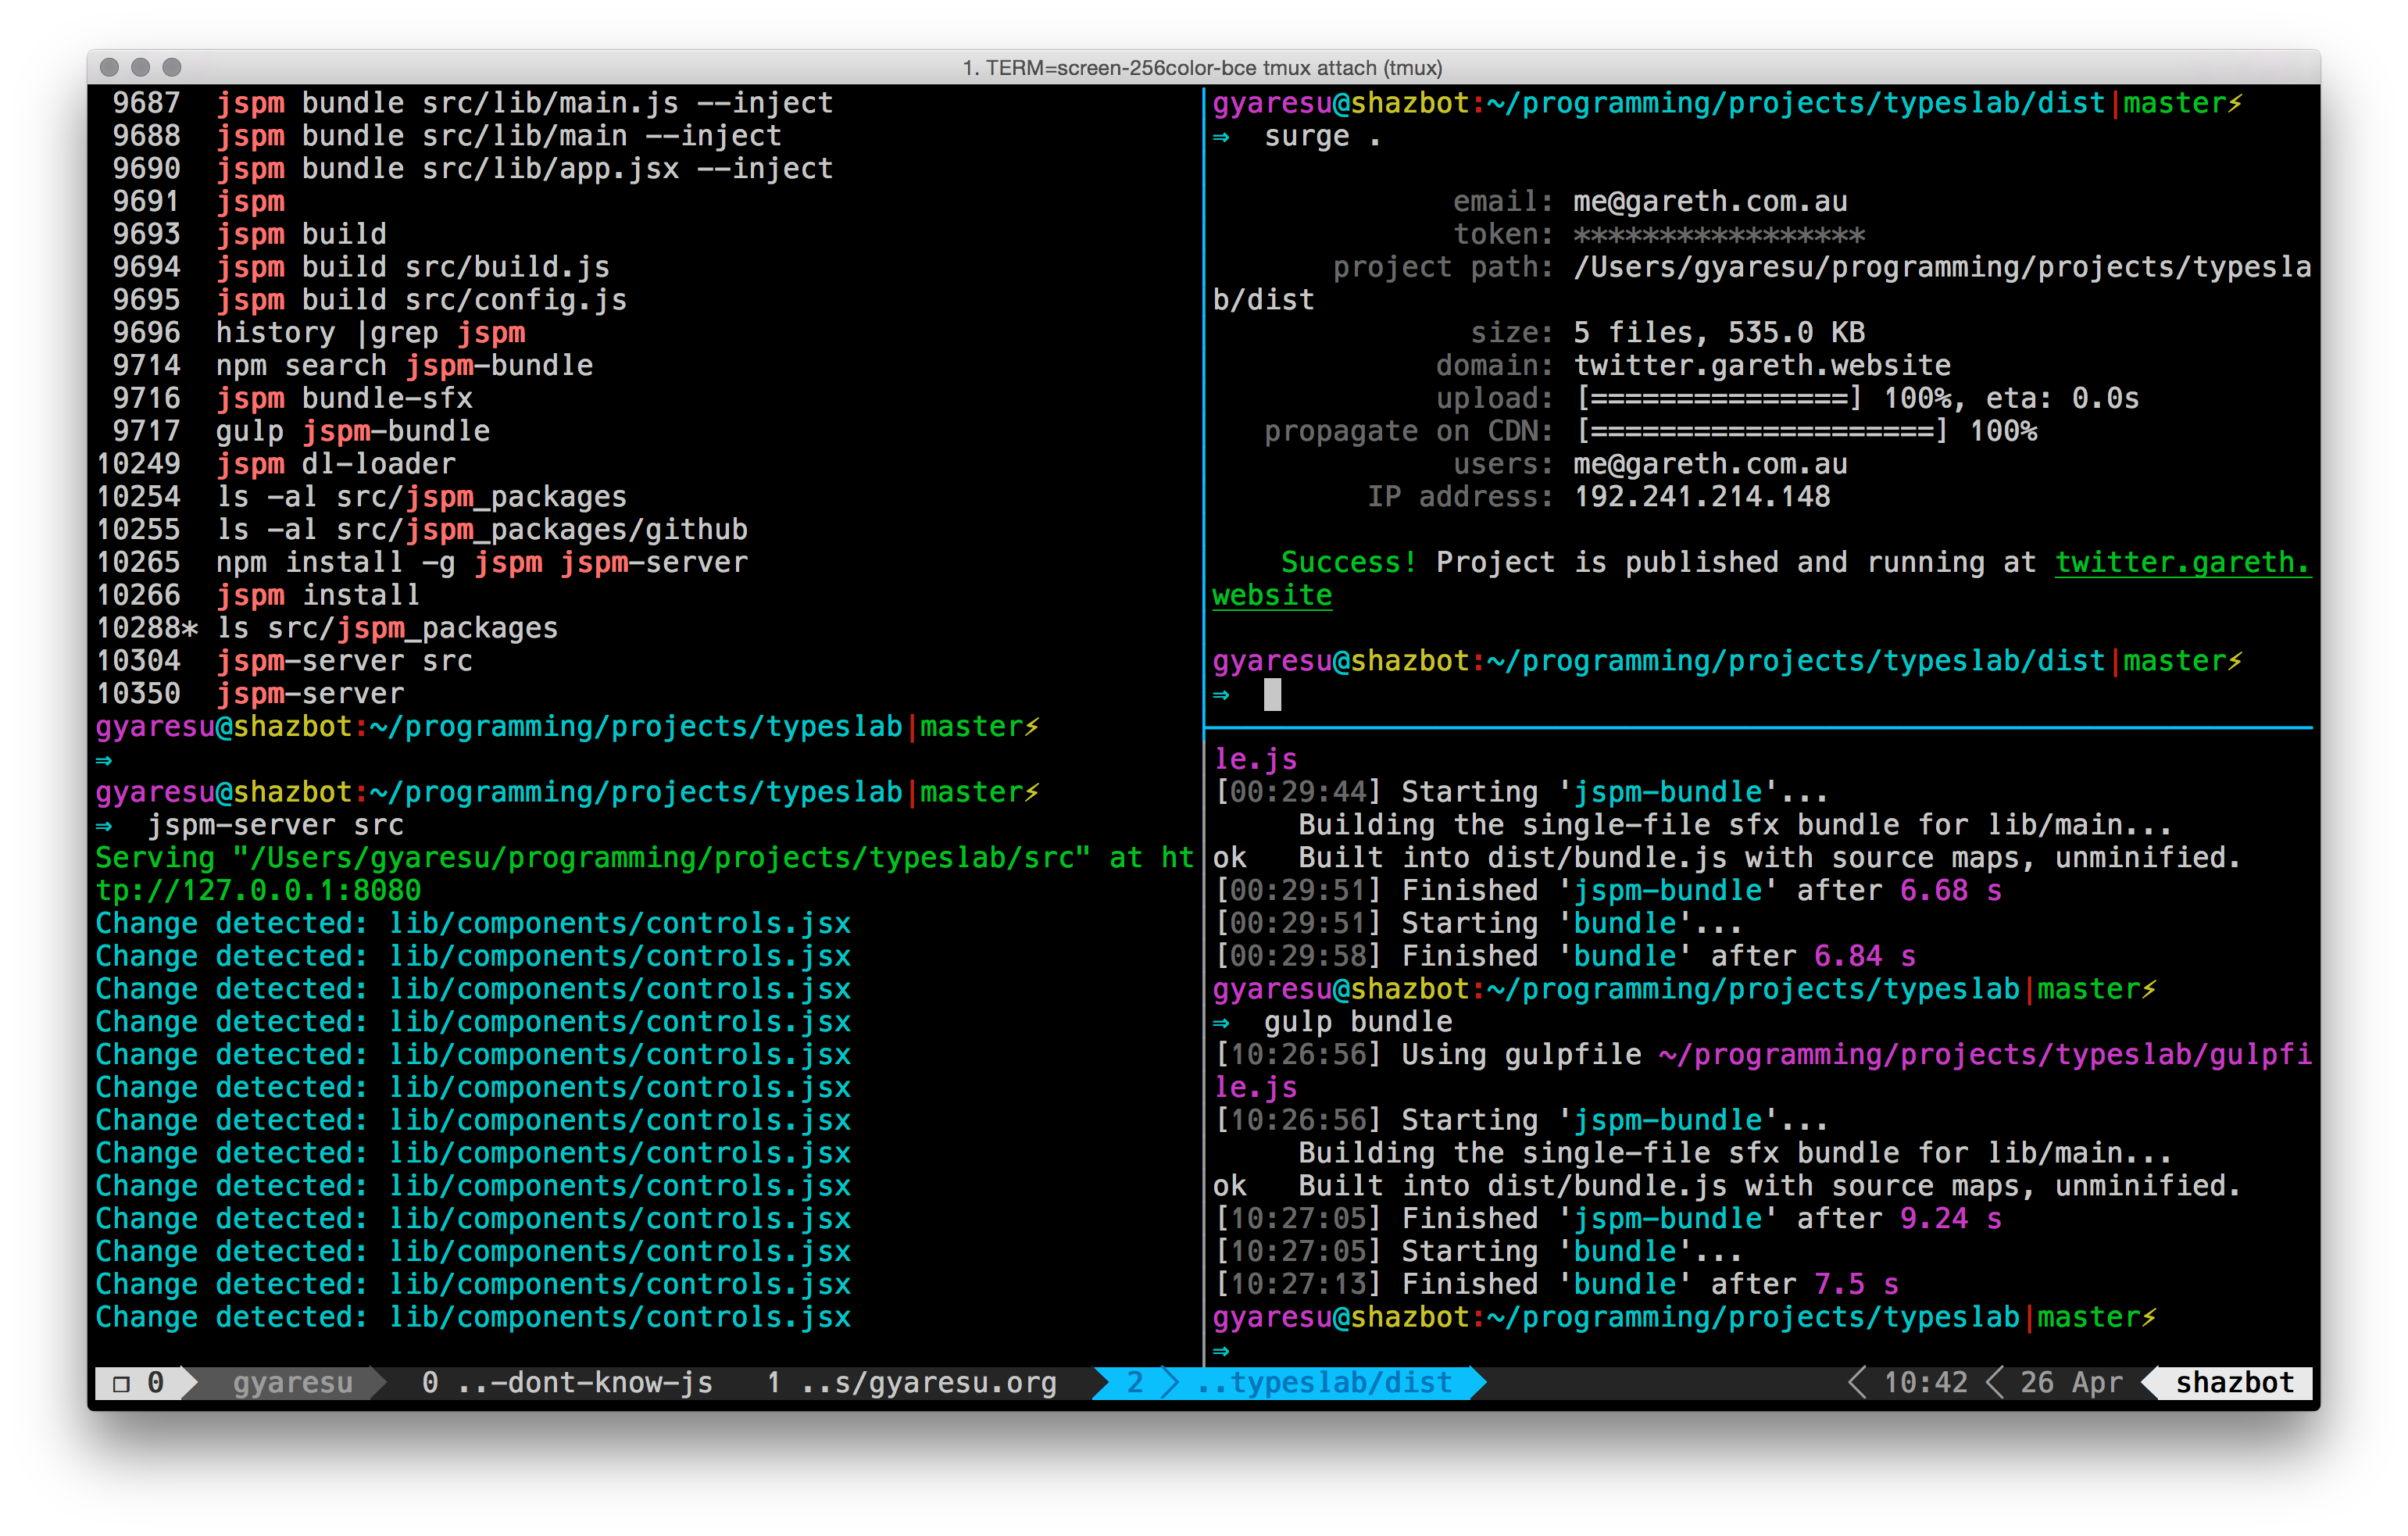 1. TERM=screen-256color-bce tmux attach (tmux)
9687  jspm bundle src/lib/main.js --inject
9688  jspm bundle src/lib/main --inject
9690  jspm bundle src/lib/app.jsx --inject
9691  jspm
9693  jspm build
9694  jspm build src/build.js
9695  jspm build src/config.js
9696  history |grep jspm
9714  npm search jspm-bundle
9716  jspm bundle-sfx
9717  gulp jspm-bundle
10249  jspm dl-loader
10254  ls -al src/jspm_packages
10255  ls -al src/jspm_packages/github
10265  npm install -g jspm jspm-server
10266  jspm install
10288* ls src/jspm_packages
10304  jspm-server src
10350  jspm-server
gyaresu@shazbot:~/programming/projects/typeslab|master⚡
⇒
gyaresu@shazbot:~/programming/projects/typeslab|master⚡
⇒  jspm-server src
Serving "/Users/gyaresu/programming/projects/typeslab/src" at ht
tp://127.0.0.1:8080
Change detected: lib/components/controls.jsx
Change detected: lib/components/controls.jsx
Change detected: lib/components/controls.jsx
Change detected: lib/components/controls.jsx
Change detected: lib/components/controls.jsx
Change detected: lib/components/controls.jsx
Change detected: lib/components/controls.jsx
Change detected: lib/components/controls.jsx
Change detected: lib/components/controls.jsx
Change detected: lib/components/controls.jsx
Change detected: lib/components/controls.jsx
Change detected: lib/components/controls.jsx
Change detected: lib/components/controls.jsx
gyaresu@shazbot:~/programming/projects/typeslab/dist|master⚡
⇒  surge .
email: me@gareth.com.au
token: *****************
project path: /Users/gyaresu/programming/projects/typesla
b/dist
size: 5 files, 535.0 KB
domain: twitter.gareth.website
upload: [===============] 100%, eta: 0.0s
propagate on CDN: [====================] 100%
users: me@gareth.com.au
IP address: 192.241.214.148
Success! Project is published and running at twitter.gareth.
website
gyaresu@shazbot:~/programming/projects/typeslab/dist|master⚡
⇒
le.js
[00:29:44] Starting 'jspm-bundle'...
Building the single-file sfx bundle for lib/main...
ok   Built into dist/bundle.js with source maps, unminified.
[00:29:51] Finished 'jspm-bundle' after 6.68 s
[00:29:51] Starting 'bundle'...
[00:29:58] Finished 'bundle' after 6.84 s
gyaresu@shazbot:~/programming/projects/typeslab|master⚡
⇒  gulp bundle
[10:26:56] Using gulpfile ~/programming/projects/typeslab/gulpfi
le.js
[10:26:56] Starting 'jspm-bundle'...
Building the single-file sfx bundle for lib/main...
ok   Built into dist/bundle.js with source maps, unminified.
[10:27:05] Finished 'jspm-bundle' after 9.24 s
[10:27:05] Starting 'bundle'...
[10:27:13] Finished 'bundle' after 7.5 s
gyaresu@shazbot:~/programming/projects/typeslab|master⚡
⇒
❐ 0 gyaresu 0 ..-dont-know-js 1 ..s/gyaresu.org 2 ..typeslab/dist 10:42 26 Apr shazbot